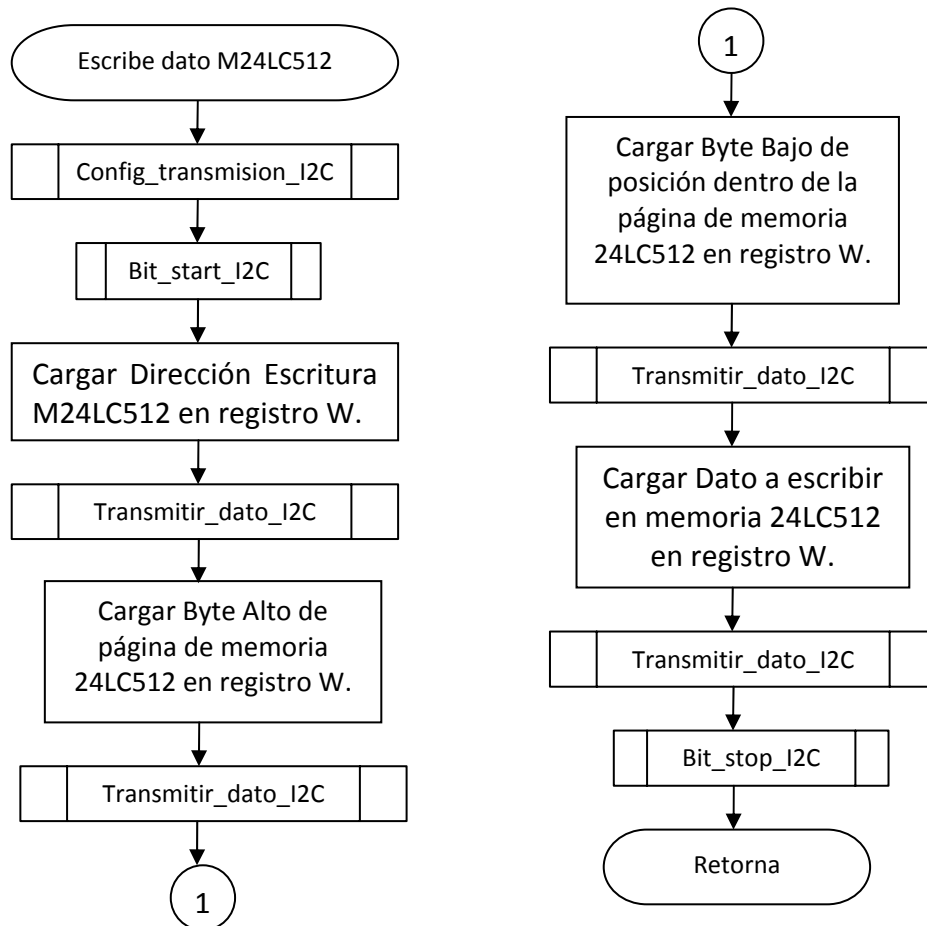 Escribe dato M24LC512
Config_transmision_I2C
Bit_start_I2C
Cargar Dirección Escritura
M24LC512 en registro W.
Transmitir_dato_I2C
Cargar Byte Alto de
página de memoria
24LC512 en registro W.
Transmitir_dato_I2C
1
1
Cargar Byte Bajo de
posición dentro de la
página de memoria
24LC512 en registro W.
Transmitir_dato_I2C
Cargar Dato a escribir
en memoria 24LC512
en registro W.
Transmitir_dato_I2C
Bit_stop_I2C
Retorna